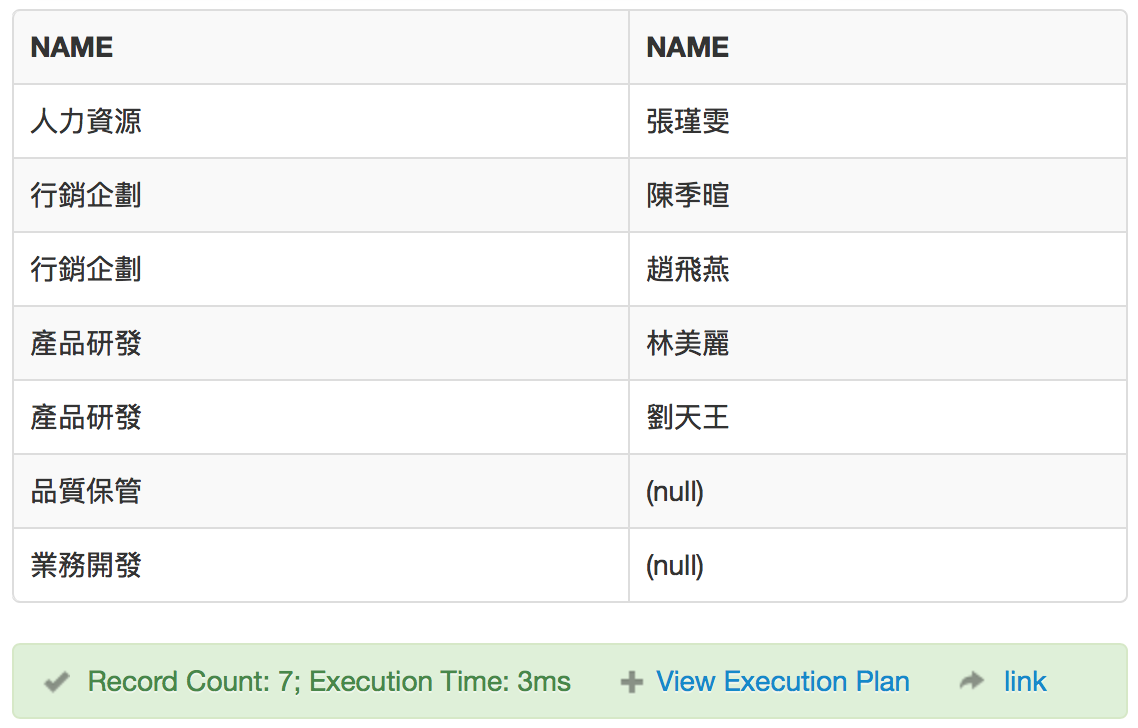 NAME NAME
人力資源 張瑾雯
行銷企劃 陳季暄
行銷企劃 趙飛燕
產品研發 林美麗
產品研發 劉天王
品質保管 (null)
業務開發 (null)
Record Count: 7; Execution Time: 3ms View Execution Plan link